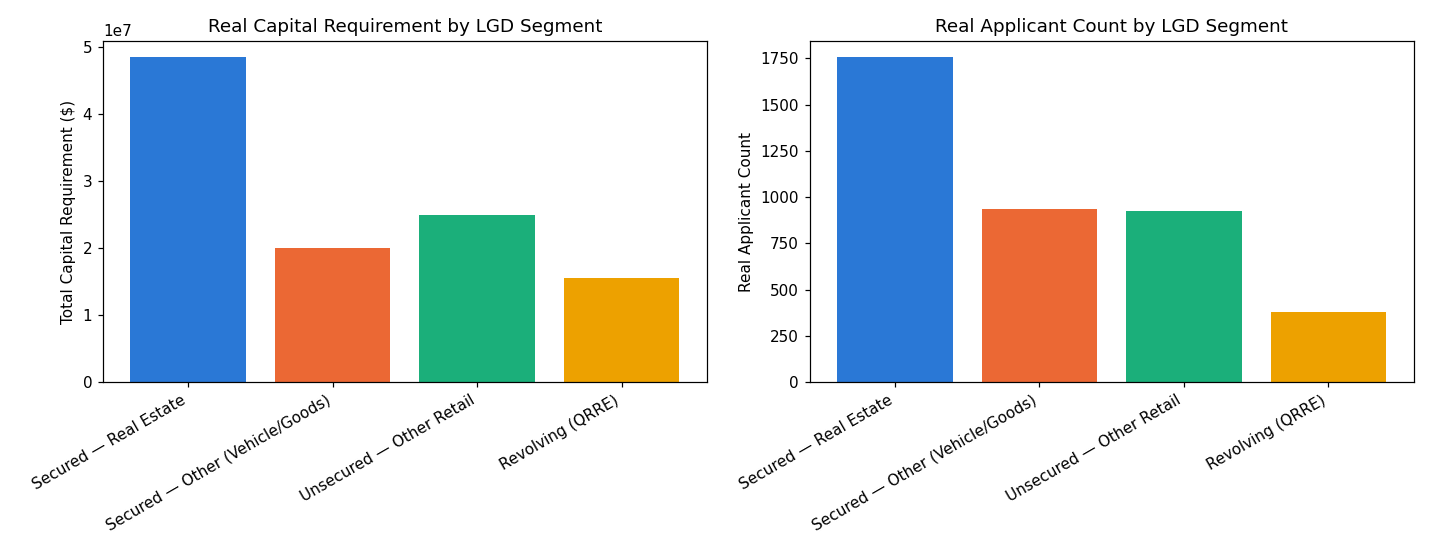 Real Capital Requirement by LGD Segment
1e7
Total Capital Requirement ($)
5
4
3
2
1
0
Secured — Real Estate
Secured — Other (Vehicle/Goods)
Unsecured — Other Retail
Revolving (QRRE)
Real Applicant Count by LGD Segment
Real Applicant Count
1750
1500
1250
1000
750
500
250
0
Secured — Real Estate
Secured — Other (Vehicle/Goods)
Unsecured — Other Retail
Revolving (QRRE)